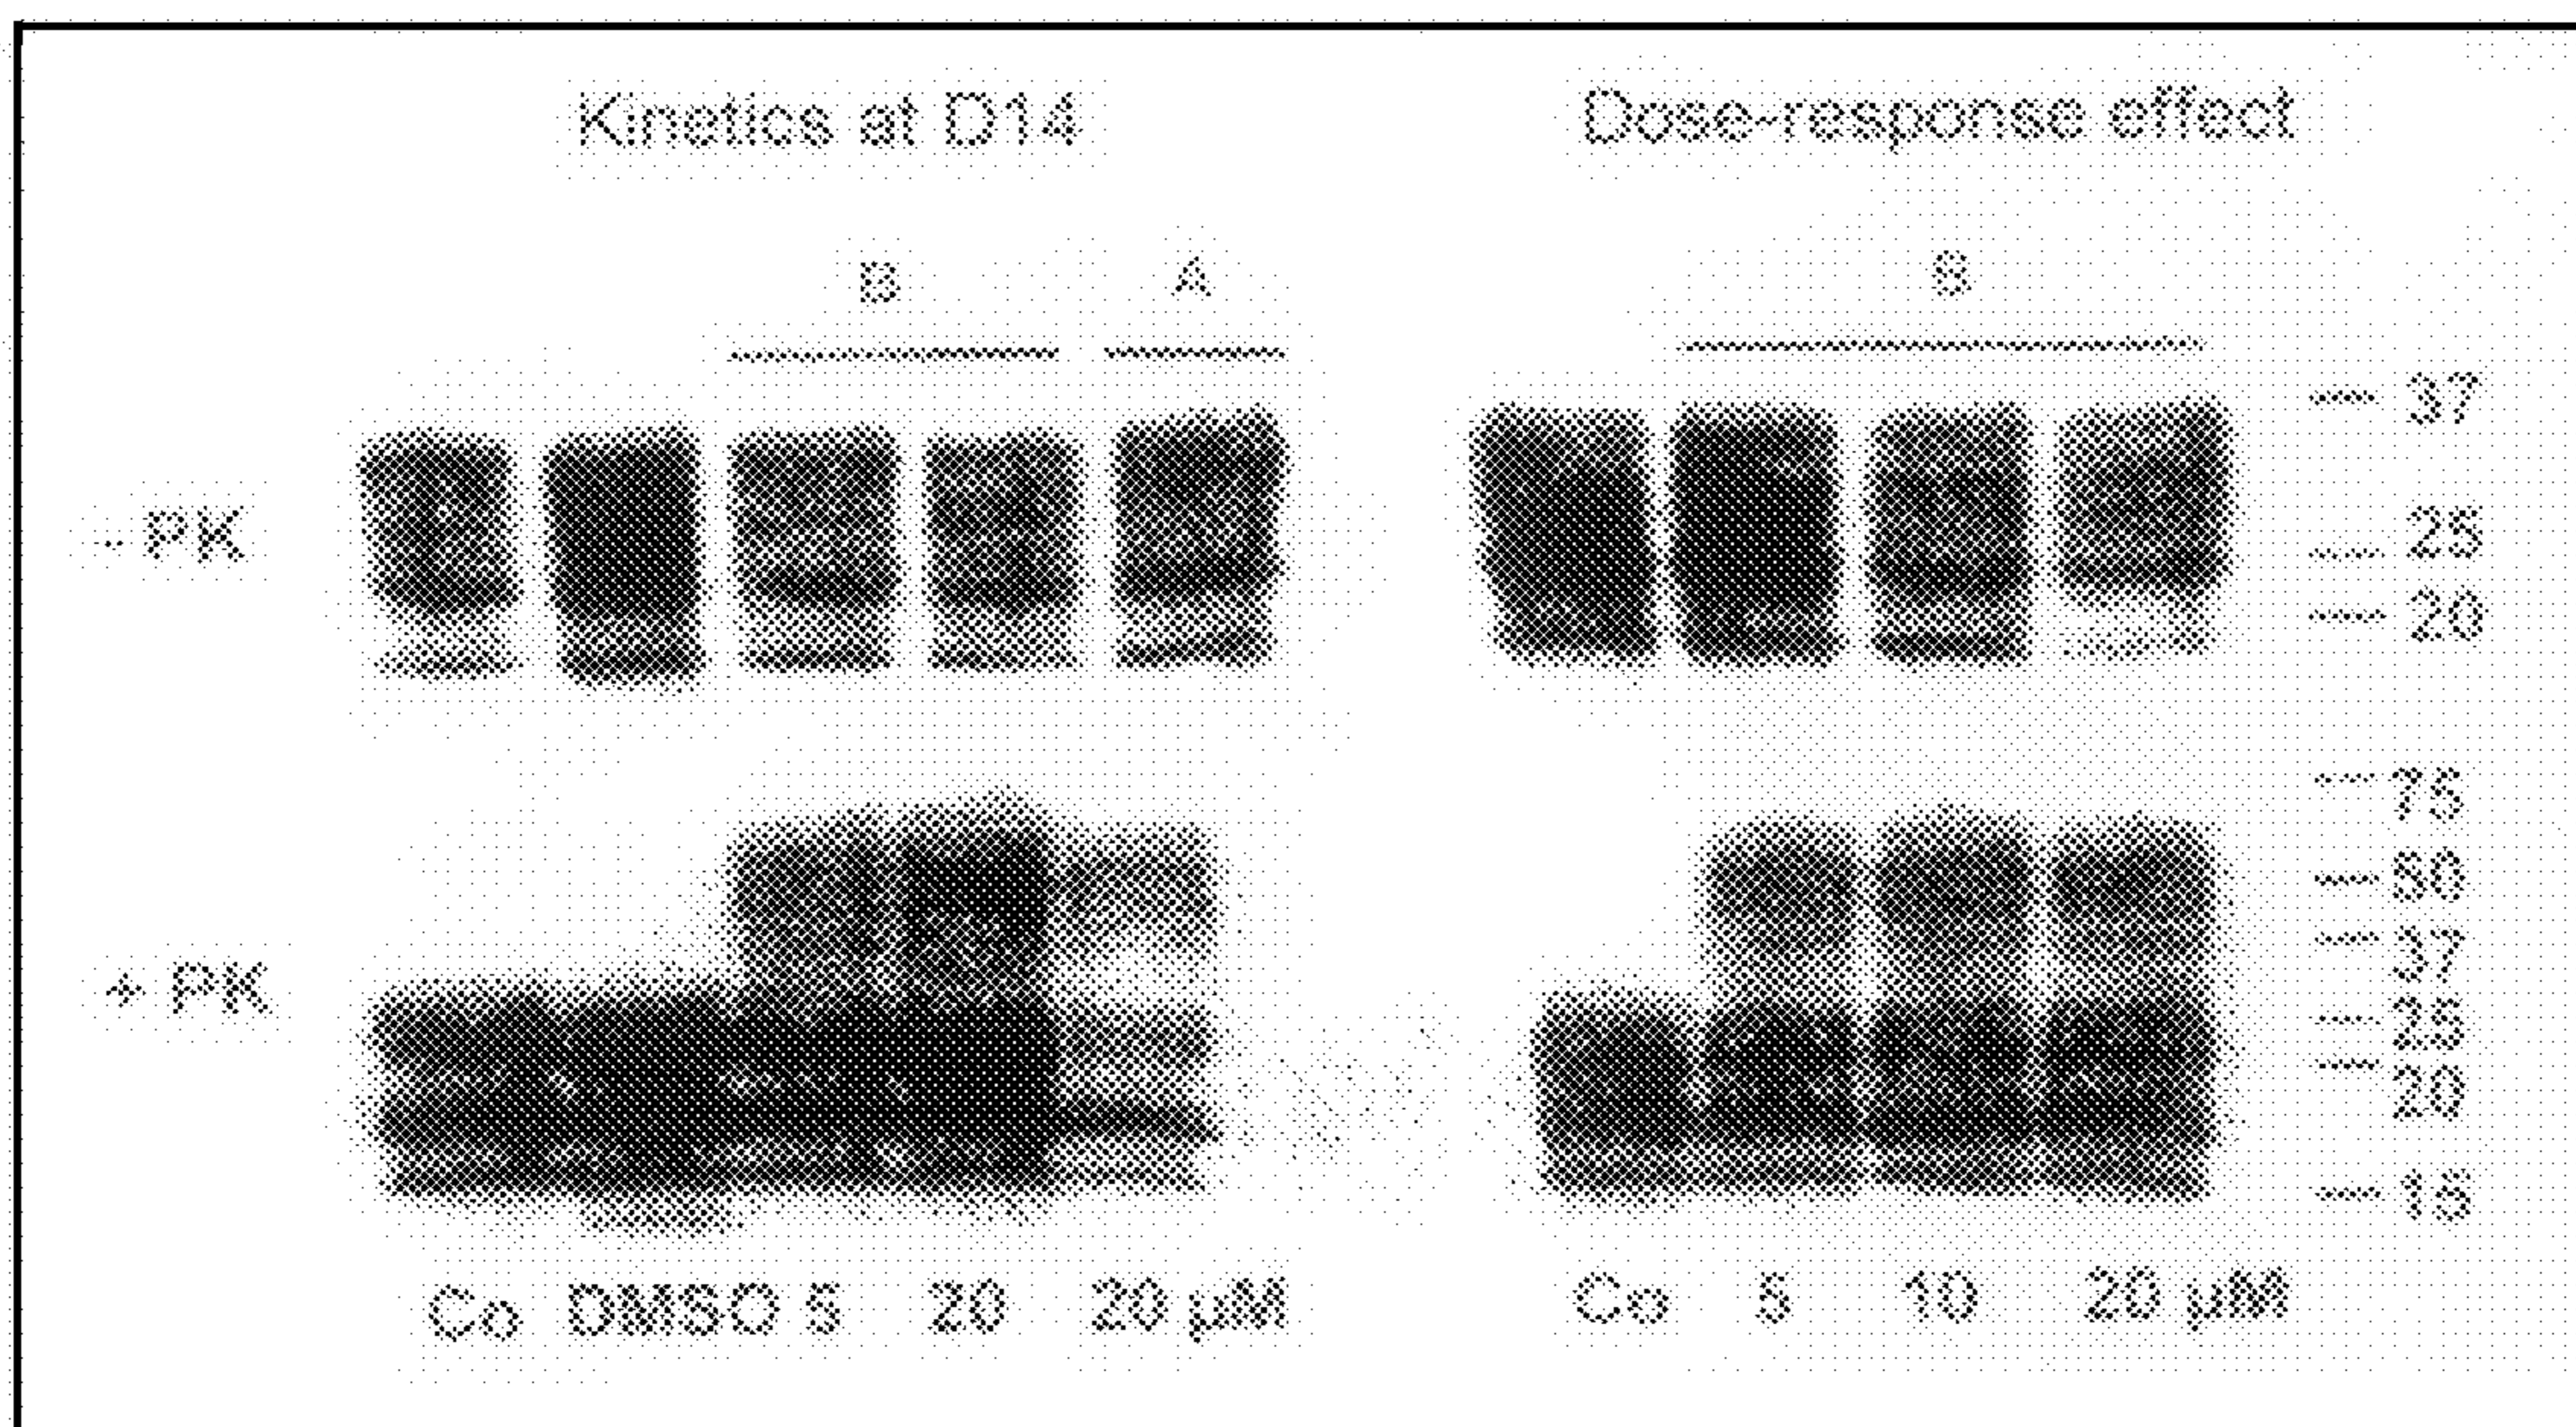 Kinetics at D14 Dose-response effect
B A B
37
- PK 25
20
75
50
+ PK 37
25
20
15
Co DMSO 5 20 20 µM Co 5 10 20 µM